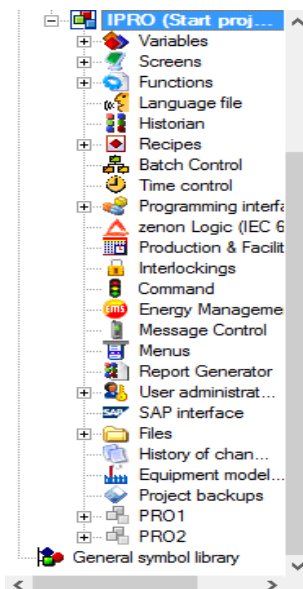 IPRO (Start proj...
Variables
Screens
Functions
Language file
Historian
Recipes
Batch Control
Time control
Programming interfa
zenon Logic (IEC 6
Production & Facilit
Interlockings
Command
EMS Energy Manageme
Message Control
Menus
Report Generator
User administrat...
SAP SAP interface
Files
History of chan...
Equipment model...
Project backups
PRO1
PRO2
General symbol library